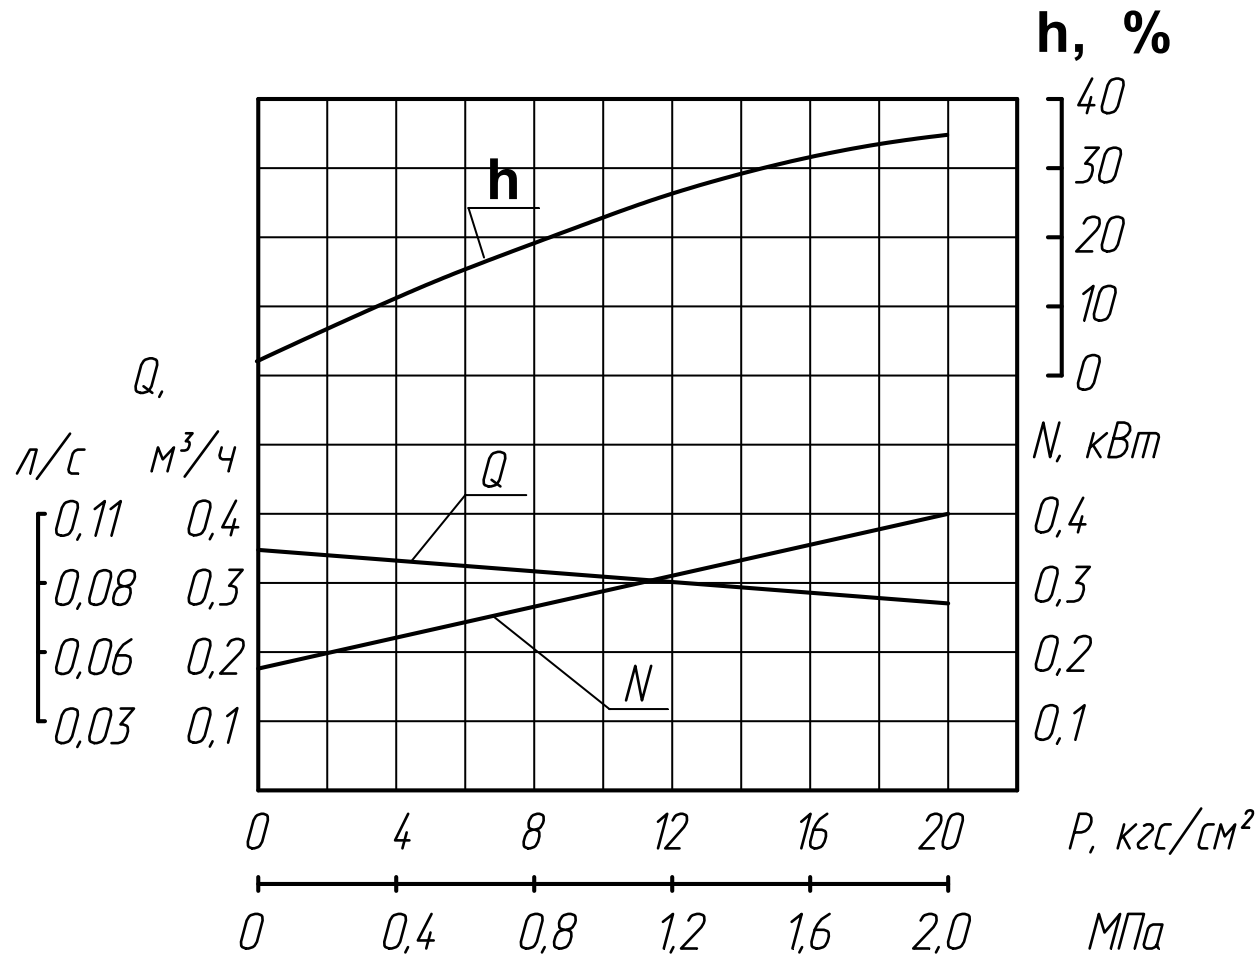 h, %
40
30
h
20
10
Q,
0
л/с м³/ч
N, кВт
Q
0,11 0,4 0,4
0,08 0,3 0,3
0,06 0,2 0,2
N
0,03 0,1 0,1
0 4 8 12 16 20 P, кгс/см²
0 0,4 0,8 1,2 1,6 2,0 МПа